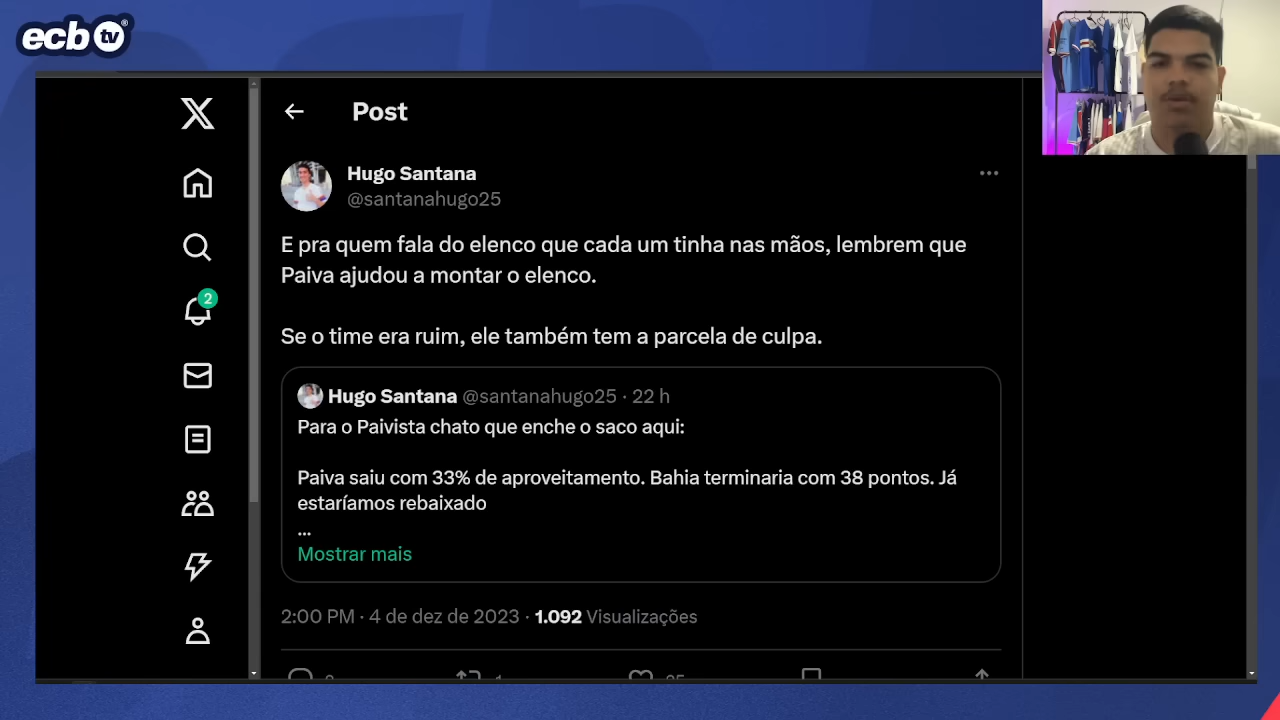 ecb tv
Post
Hugo Santana
@santanahugo25
E pra quem fala do elenco que cada um tinha nas mãos, lembrem que
Paiva ajudou a montar o elenco.
Se o time era ruim, ele também tem a parcela de culpa.
Hugo Santana @santanahugo25 · 22 h
Para o Paivista chato que enche o saco aqui:
Paiva saiu com 33% de aproveitamento. Bahia terminaria com 38 pontos. Já
estaríamos rebaixado
...
Mostrar mais
2:00 PM · 4 de dez de 2023 · 1.092 Visualizações
2